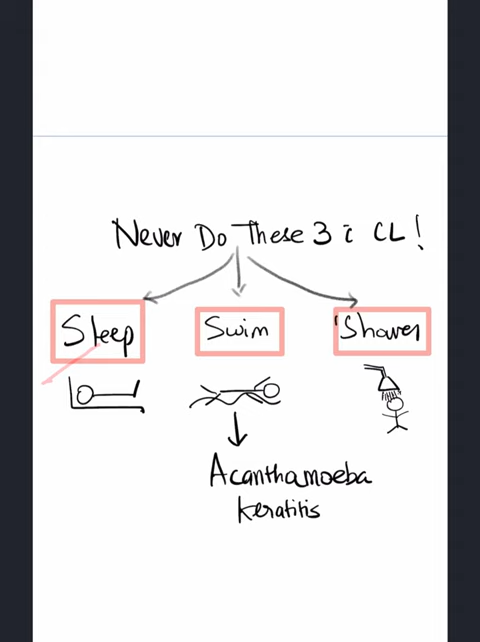 Never Do These 3 c̄ CL!
Sleep
Swim
Shower
Acanthamoeba
keratitis